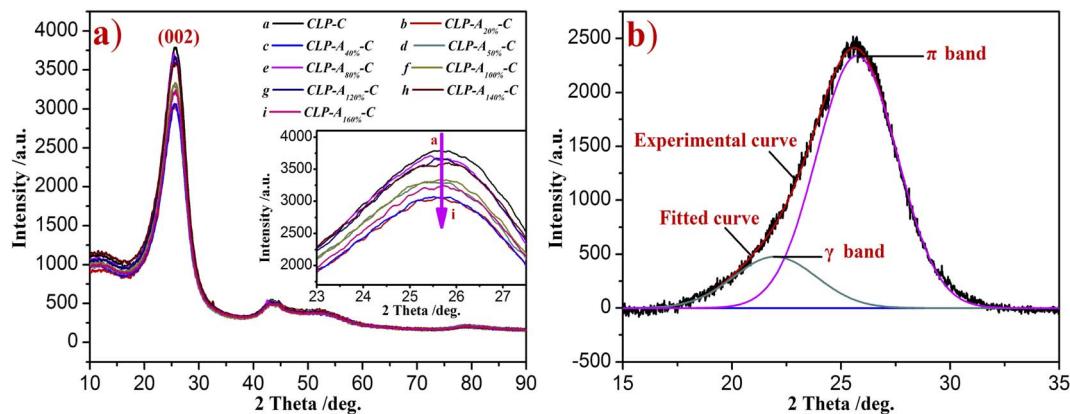 a)
(002)
a CLP-C b CLP-A20%-C
c CLP-A40%-C d CLP-A50%-C
e CLP-A80%-C f CLP-A100%-C
g CLP-A120%-C h CLP-A140%-C
i CLP-A160%-C
Intensity /a.u.
4000
3500
3000
2500
2000
1500
1000
500
0
10 20 30 40 50 60 70 80 90
2 Theta /deg.
Intensity /a.u.
4000
3500
3000
2500
2000
a
i
23 24 25 26 27
2 Theta /deg.
b)
π band
Experimental curve
Fitted curve
γ band
Intensity /a.u.
2500
2000
1500
1000
500
0
-500
15 20 25 30 35
2 Theta /deg.